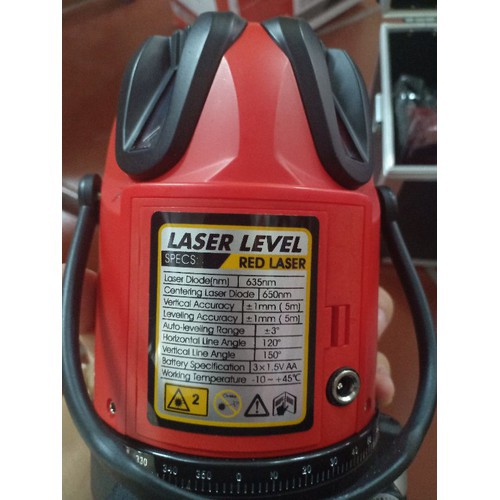 LASER LEVEL
SPECS RED LASER
Laser Diode[nm] 635nm
Centering Laser Diode 650nm
Vertical Accuracy ±1mm ( 5m)
Leveling Accuracy ±1mm ( 5m)
Auto-leveling Range ±3°
Horizontal Line Angle 120°
Vertical Line Angle 150°
Battery Specification 3×1.5V AA
Working Temperature -10 ~ +45℃
2
330 340 350 0 10 20 30